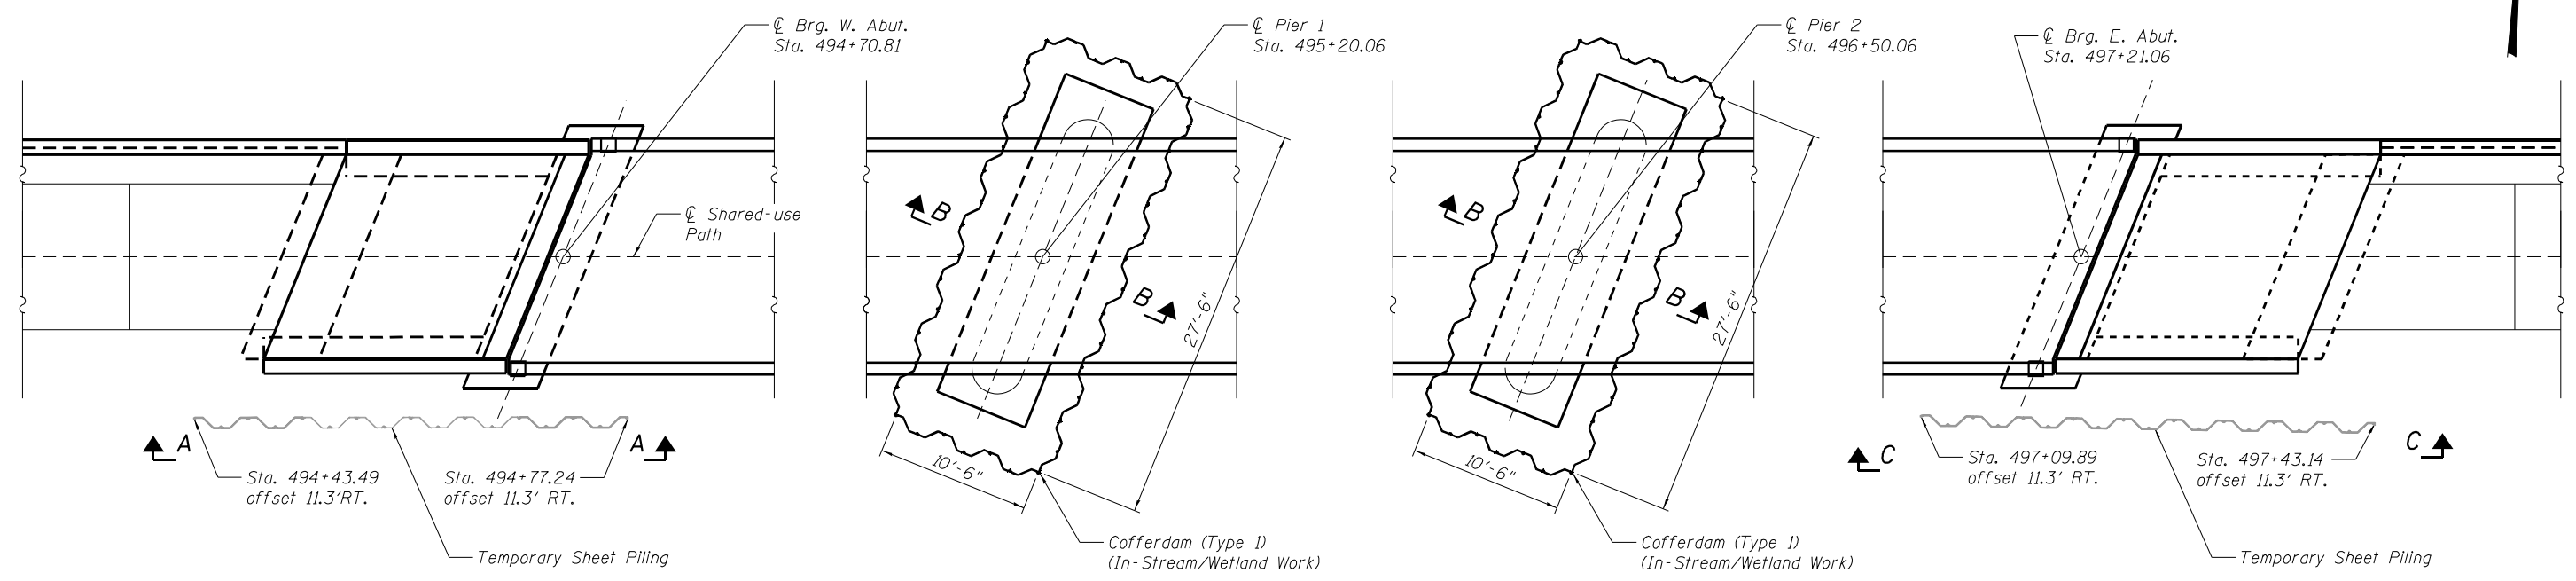 ℄ Brg. W. Abut.
Sta. 494+70.81
℄ Pier 1
Sta. 495+20.06
℄ Pier 2
Sta. 496+50.06
℄ Brg. E. Abut.
Sta. 497+21.06
℄ Shared-use
Path
B
B
27'-6"
10'-6"
B
B
27'-6"
10'-6"
A
A
Sta. 494+43.49
offset 11.3'RT.
Sta. 494+77.24
offset 11.3' RT.
Temporary Sheet Piling
Cofferdam (Type 1)
(In-Stream/Wetland Work)
Cofferdam (Type 1)
(In-Stream/Wetland Work)
C
C
Sta. 497+09.89
offset 11.3' RT.
Sta. 497+43.14
offset 11.3' RT.
Temporary Sheet Piling